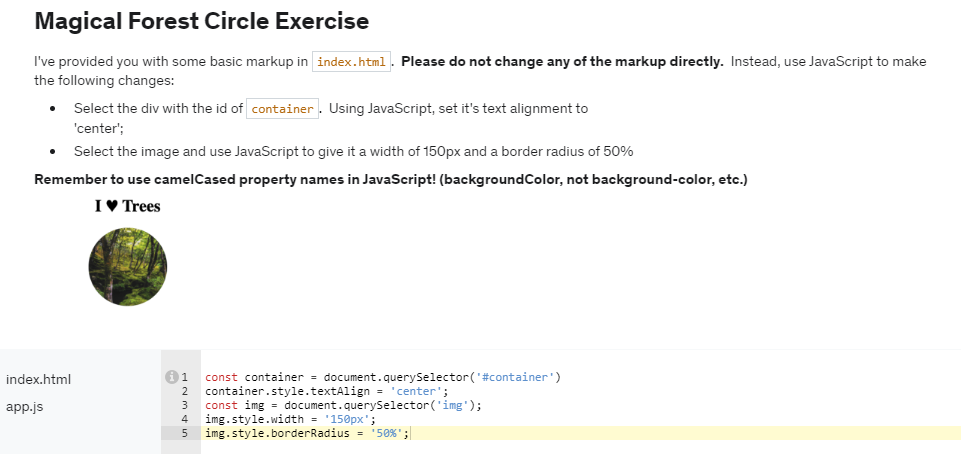 Magical Forest Circle Exercise
I've provided you with some basic markup in index.html. Please do not change any of the markup directly. Instead, use JavaScript to make
the following changes:
• Select the div with the id of container. Using JavaScript, set it's text alignment to
'center';
• Select the image and use JavaScript to give it a width of 150px and a border radius of 50%
Remember to use camelCased property names in JavaScript! (backgroundColor, not background-color, etc.)
I ♥ Trees
index.html
app.js
i 1 const container = document.querySelector('#container')
2 container.style.textAlign = 'center';
3 const img = document.querySelector('img');
4 img.style.width = '150px';
5 img.style.borderRadius = '50%';